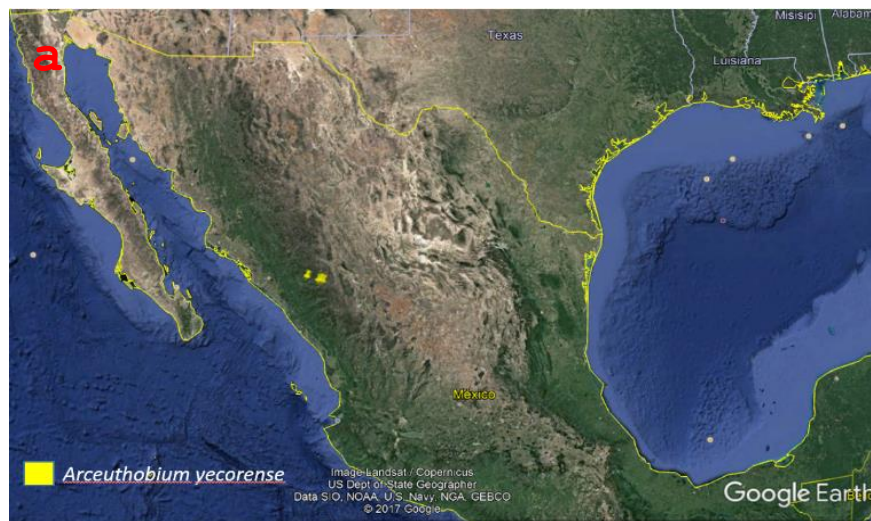 a
Misisipi
Alabam
Texas
Luisiana
México
Arceuthobium yecorense
Image Landsat / Copernicus
US Dept of State Geographer
Data SIO, NOAA, U.S. Navy, NGA, GEBCO
© 2017 Google
Google Earth